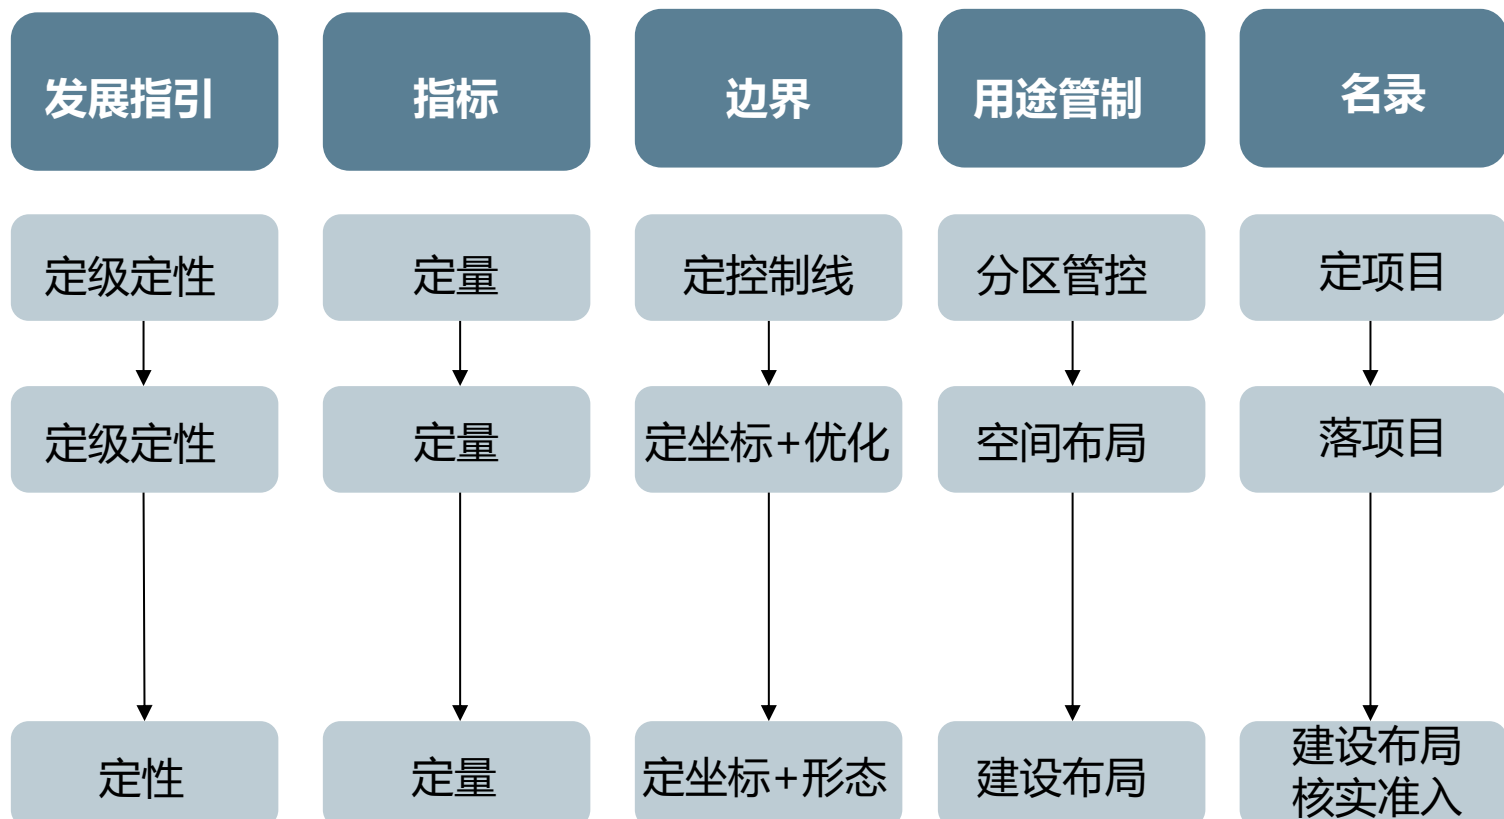 发展指引
指标
边界
用途管制
名录
定级定性
定量
定控制线
分区管控
定项目
定级定性
定量
定坐标+优化
空间布局
落项目
定性
定量
定坐标+形态
建设布局
建设布局
核实准入